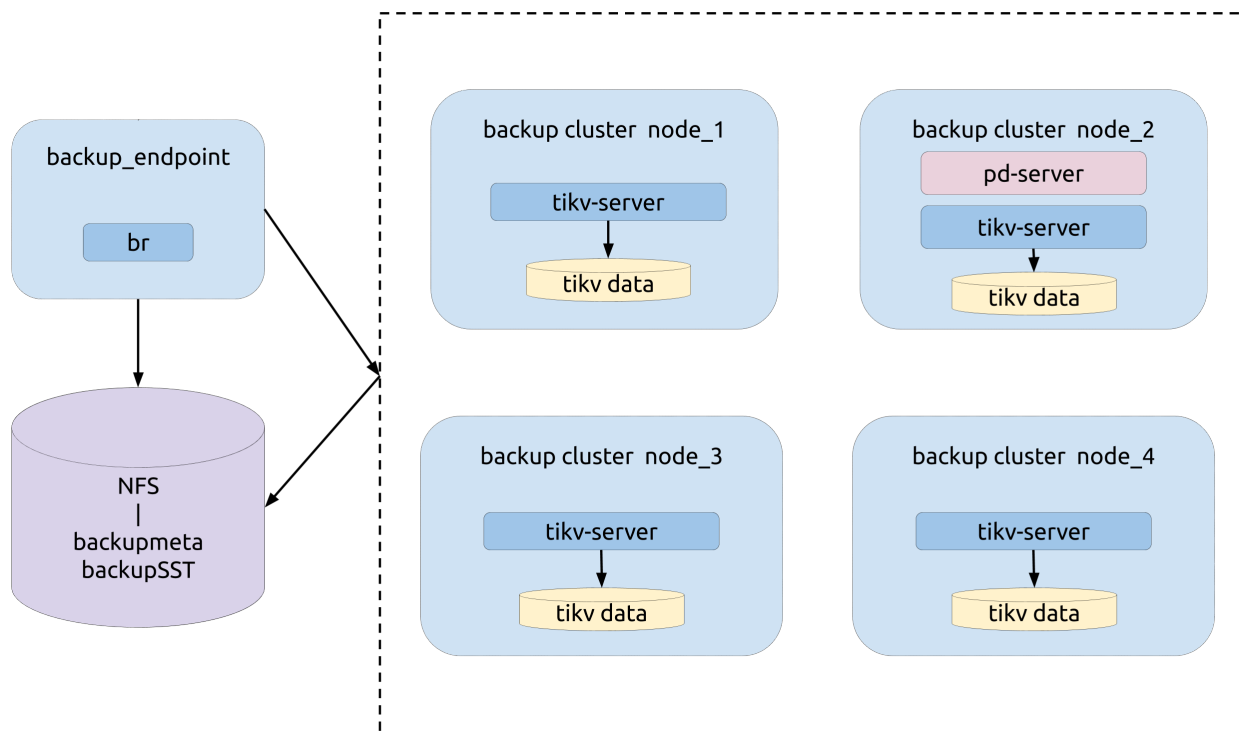 backup_endpoint
br
NFS
|
backupmeta
backupSST
backup cluster node_1
tikv-server
tikv data
backup cluster node_2
pd-server
tikv-server
tikv data
backup cluster node_3
tikv-server
tikv data
backup cluster node_4
tikv-server
tikv data